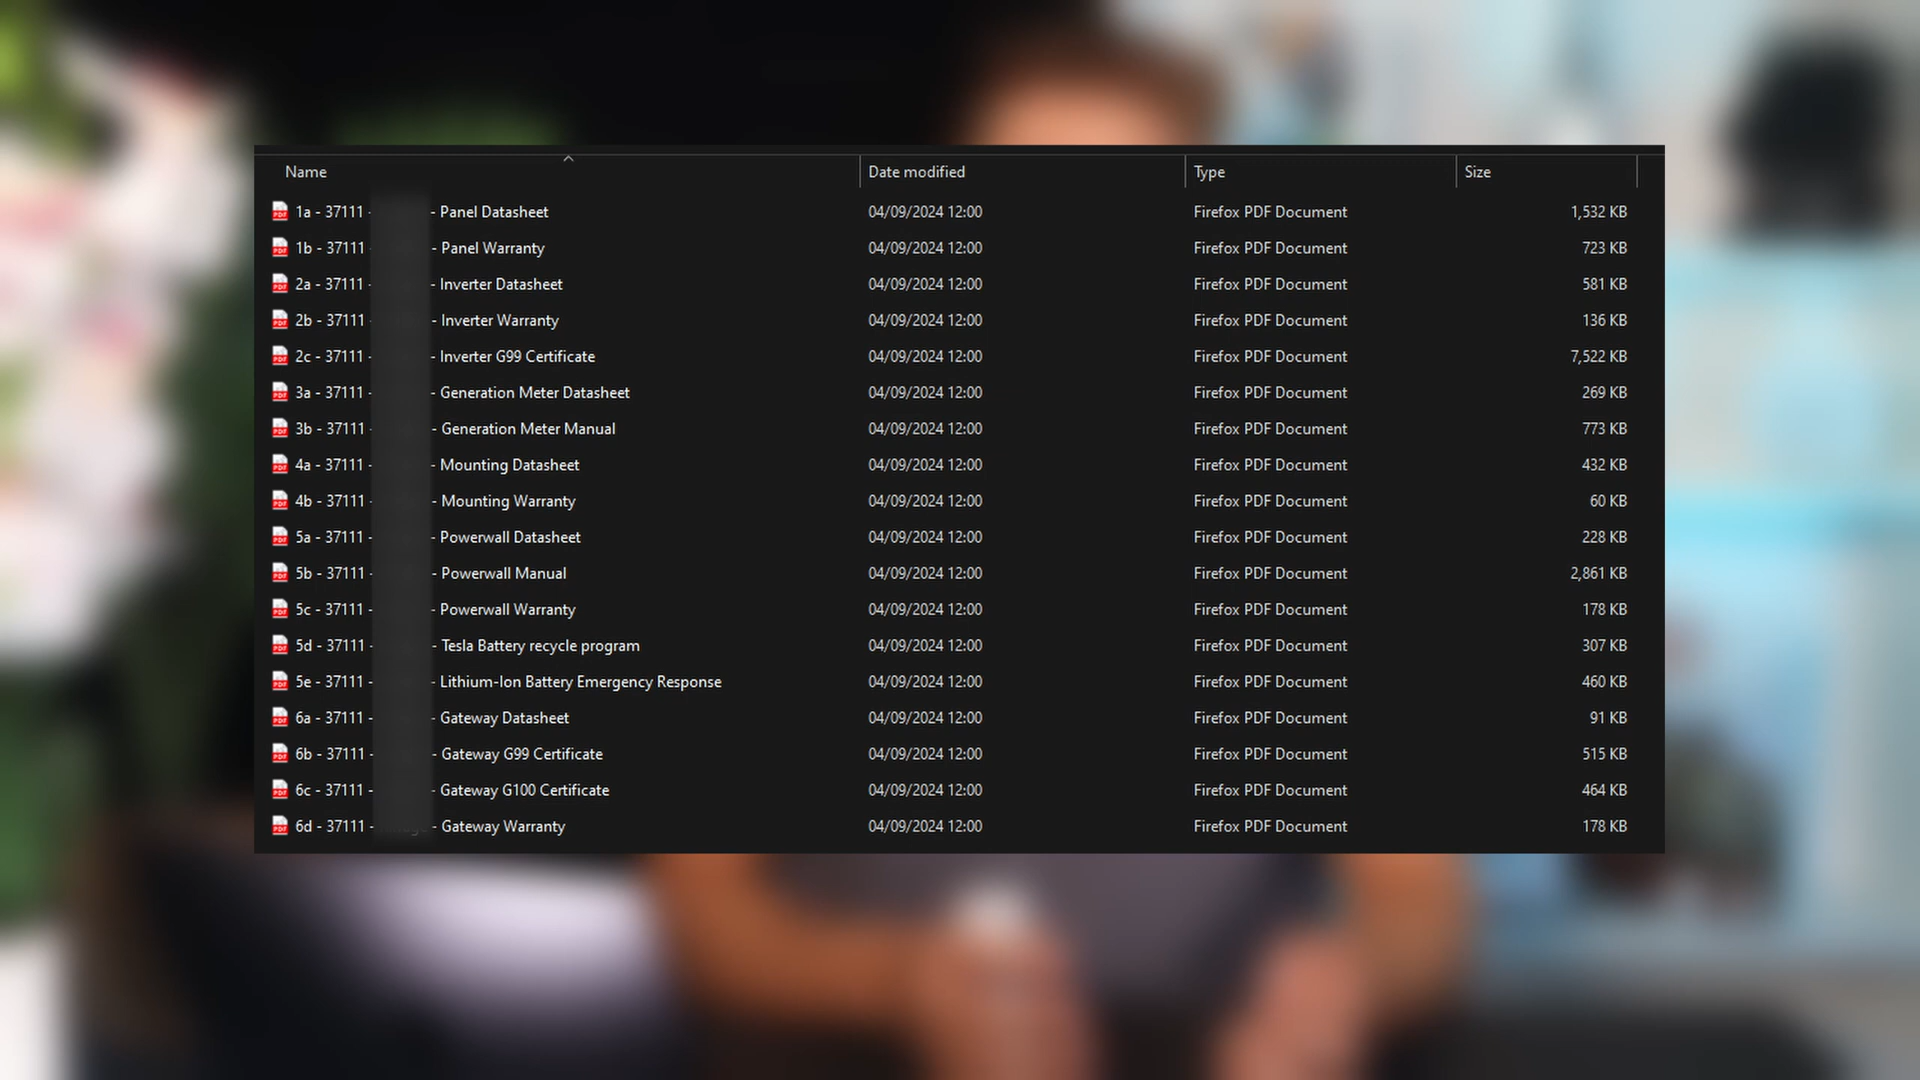 Name Date modified Type Size
1a - 37111 - - Panel Datasheet 04/09/2024 12:00 Firefox PDF Document 1,532 KB
1b - 37111 - - Panel Warranty 04/09/2024 12:00 Firefox PDF Document 723 KB
2a - 37111 - - Inverter Datasheet 04/09/2024 12:00 Firefox PDF Document 581 KB
2b - 37111 - - Inverter Warranty 04/09/2024 12:00 Firefox PDF Document 136 KB
2c - 37111 - - Inverter G99 Certificate 04/09/2024 12:00 Firefox PDF Document 7,522 KB
3a - 37111 - - Generation Meter Datasheet 04/09/2024 12:00 Firefox PDF Document 269 KB
3b - 37111 - - Generation Meter Manual 04/09/2024 12:00 Firefox PDF Document 773 KB
4a - 37111 - - Mounting Datasheet 04/09/2024 12:00 Firefox PDF Document 432 KB
4b - 37111 - - Mounting Warranty 04/09/2024 12:00 Firefox PDF Document 60 KB
5a - 37111 - - Powerwall Datasheet 04/09/2024 12:00 Firefox PDF Document 228 KB
5b - 37111 - - Powerwall Manual 04/09/2024 12:00 Firefox PDF Document 2,861 KB
5c - 37111 - - Powerwall Warranty 04/09/2024 12:00 Firefox PDF Document 178 KB
5d - 37111 - - Tesla Battery recycle program 04/09/2024 12:00 Firefox PDF Document 307 KB
5e - 37111 - - Lithium-Ion Battery Emergency Response 04/09/2024 12:00 Firefox PDF Document 460 KB
6a - 37111 - - Gateway Datasheet 04/09/2024 12:00 Firefox PDF Document 91 KB
6b - 37111 - - Gateway G99 Certificate 04/09/2024 12:00 Firefox PDF Document 515 KB
6c - 37111 - - Gateway G100 Certificate 04/09/2024 12:00 Firefox PDF Document 464 KB
6d - 37111 - - Gateway Warranty 04/09/2024 12:00 Firefox PDF Document 178 KB